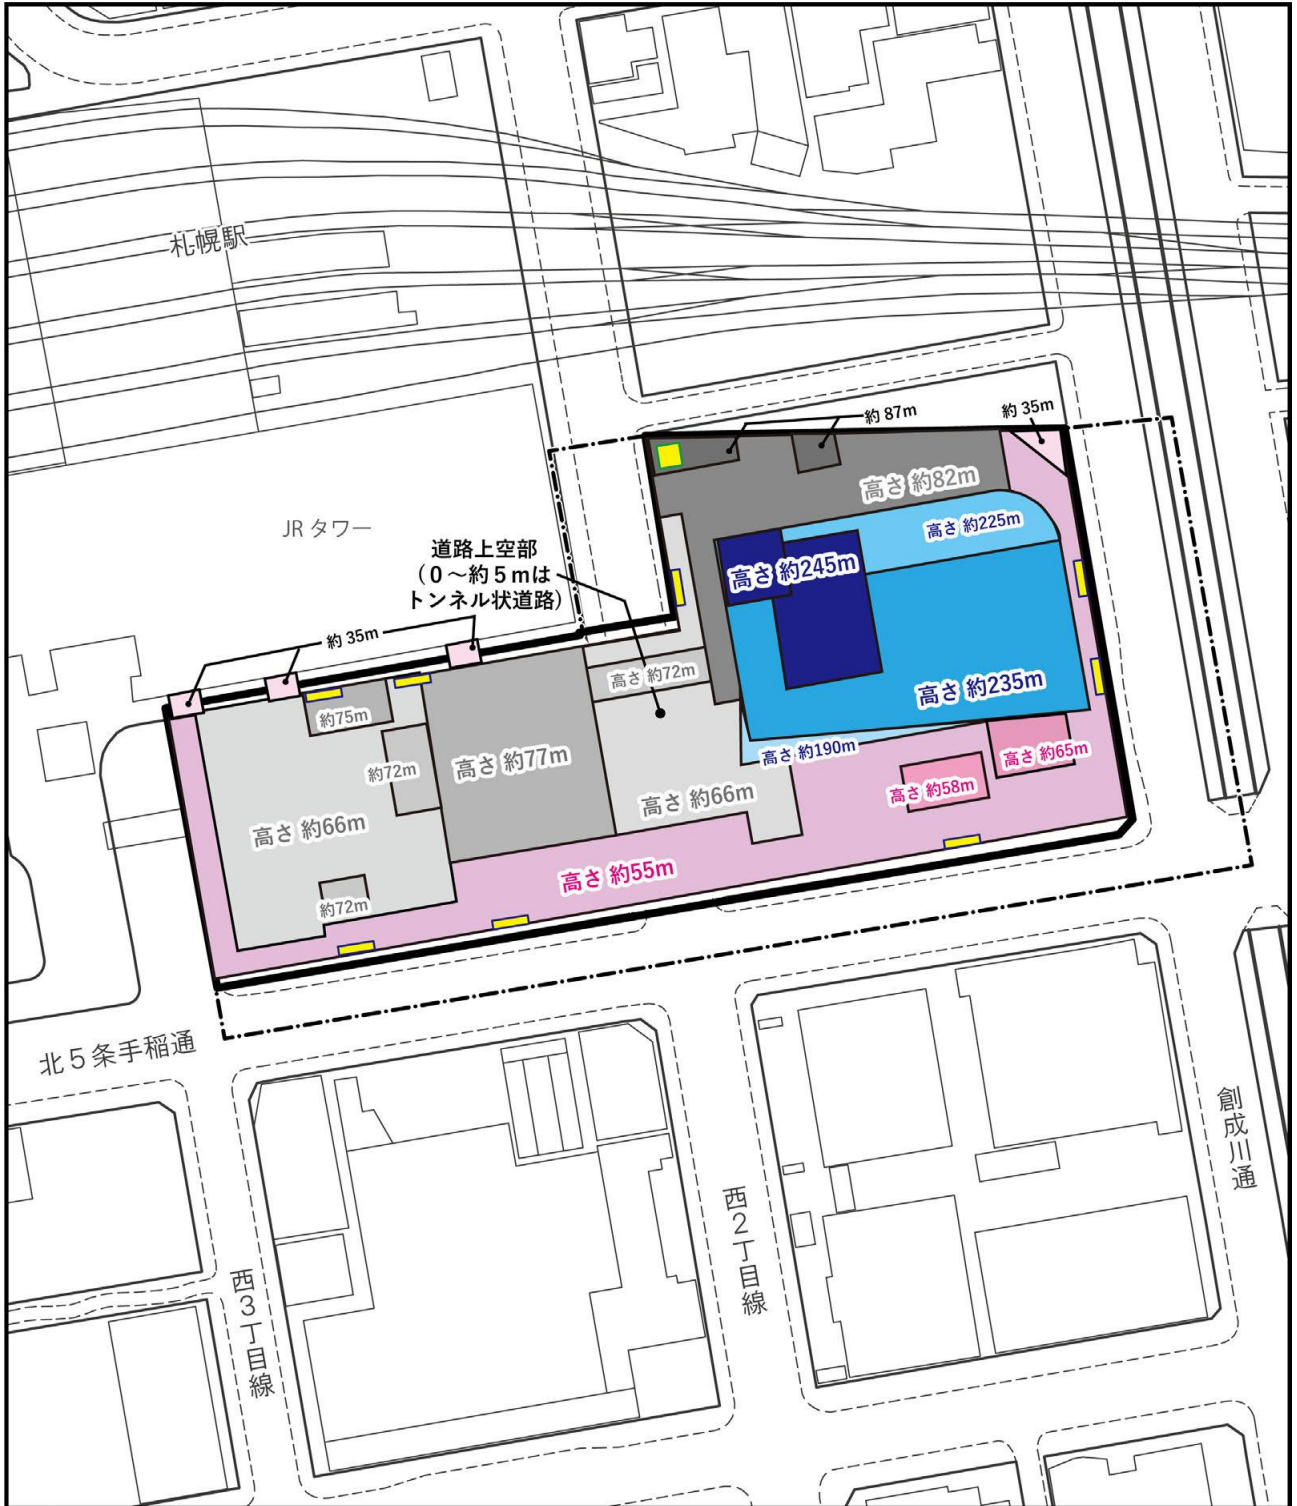 札幌駅
約 87m
約 35m
高さ 約82m
JR タワー
高さ 約225m
道路上空部
（０～約５ｍは
トンネル状道路）
高さ 約245m
約 35m
高さ 約72m
高さ 約235m
約75m
高さ 約190m
高さ 約77m
約72m
高さ 約65m
高さ 約58m
高さ 約66m
高さ 約66m
高さ 約55m
約72m
北５条手稲通
創成川通
西２丁目線
西３丁目線